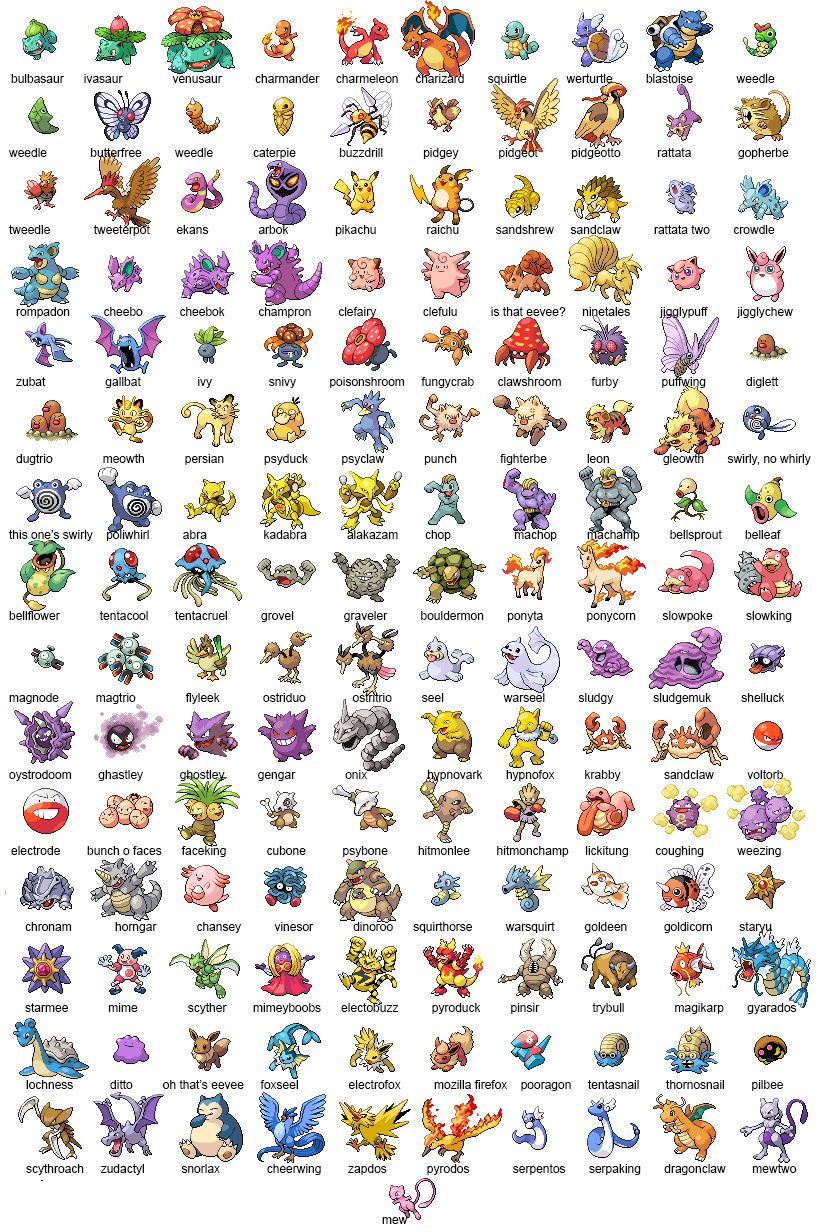 bulbasaur ivasaur venusaur charmander charmeleon charizard squirtle werturtle blastoise weedle
weedle butterfree weedle caterpie buzzdrill pidgey pidgeot pidgeotto rattata gopherbe
tweedle tweeterpot ekans arbok pikachu raichu sandshrew sandclaw rattata two crowdle
rompadon cheebo cheebok champron clefairy clefulu is that eevee? ninetales jigglypuff jigglychew
zubat gallbat ivy snivy poisonshroom fungycrab clawshroom furby puffwing diglett
dugtrio meowth persian psyduck psyclaw punch fighterbe leon gleowth swirly, no whirly
this one's swirly poliwhirl abra kadabra alakazam chop machop machamp bellsprout belleaf
bellflower tentacool tentacruel grovel graveler bouldermon ponyta ponycorn slowpoke slowking
magnode magtrio flyleek ostriduo ostritrio seel warseel sludgy sludgemuk shelluck
oystrodoom ghastley ghostley gengar onix hypnovark hypnofox krabby sandclaw voltorb
electrode bunch o faces faceking cubone psybone hitmonlee hitmonchamp lickitung coughing weezing
chronam horngar chansey vinesor dinoroo squirthorse warsquirt goldeen goldicorn staryu
starmee mime scyther mimeyboobs electobuzz pyroduck pinsir trybull magikarp gyarados
lochness ditto oh that's eevee foxseel electrofox mozilla firefox pooragon tentasnail thornosnail pilbee
scythroach zudactyl snorlax cheerwing zapdos pyrodos serpentos serpaking dragonclaw mewtwo
mew